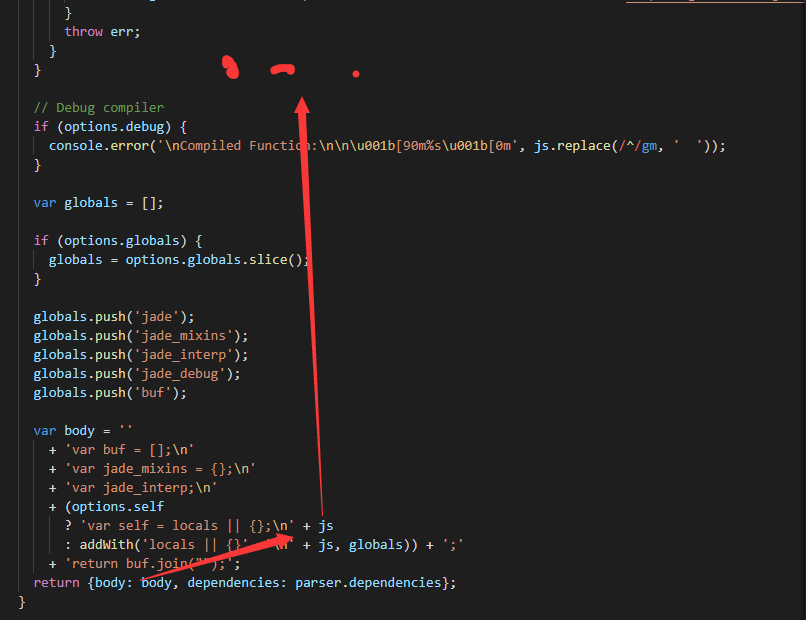 }
throw err;
}
}
// Debug compiler
if (options.debug) {
console.error('\nCompiled Function:\n\n\u001b[90m%s\u001b[0m', js.replace(/^/gm, '  '));
}
var globals = [];
if (options.globals) {
globals = options.globals.slice();
}
globals.push('jade');
globals.push('jade_mixins');
globals.push('jade_interp');
globals.push('jade_debug');
globals.push('buf');
var body = ''
+ 'var buf = [];\n'
+ 'var jade_mixins = {};\n'
+ 'var jade_interp;\n'
+ (options.self
? 'var self = locals || {};\n' + js
: addWith('locals || {}', '\n' + js, globals)) + ';'
+ 'return buf.join("");';
return {body: body, dependencies: parser.dependencies};
}